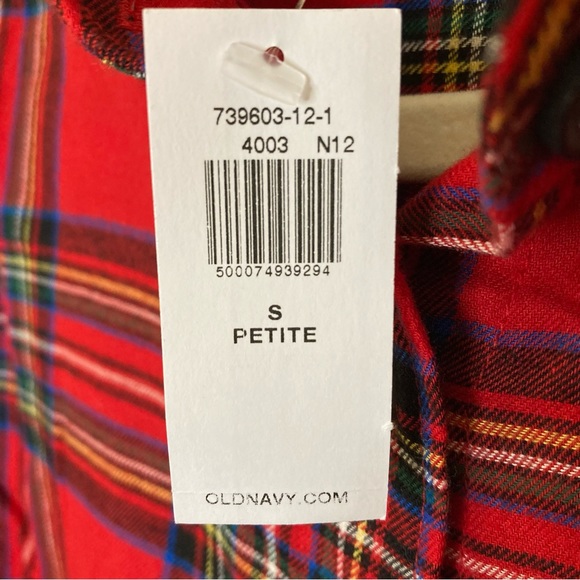 739603-12-1
4003 N12
500074939294
S
PETITE
OLDNAVY.COM